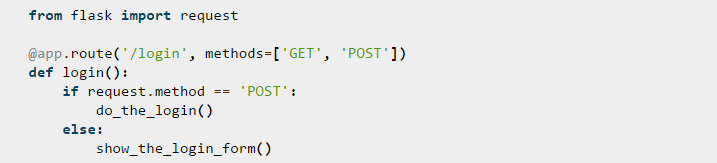 from flask import request
@app.route('/login', methods=['GET', 'POST'])
def login():
    if request.method == 'POST':
        do_the_login()
    else:
        show_the_login_form()